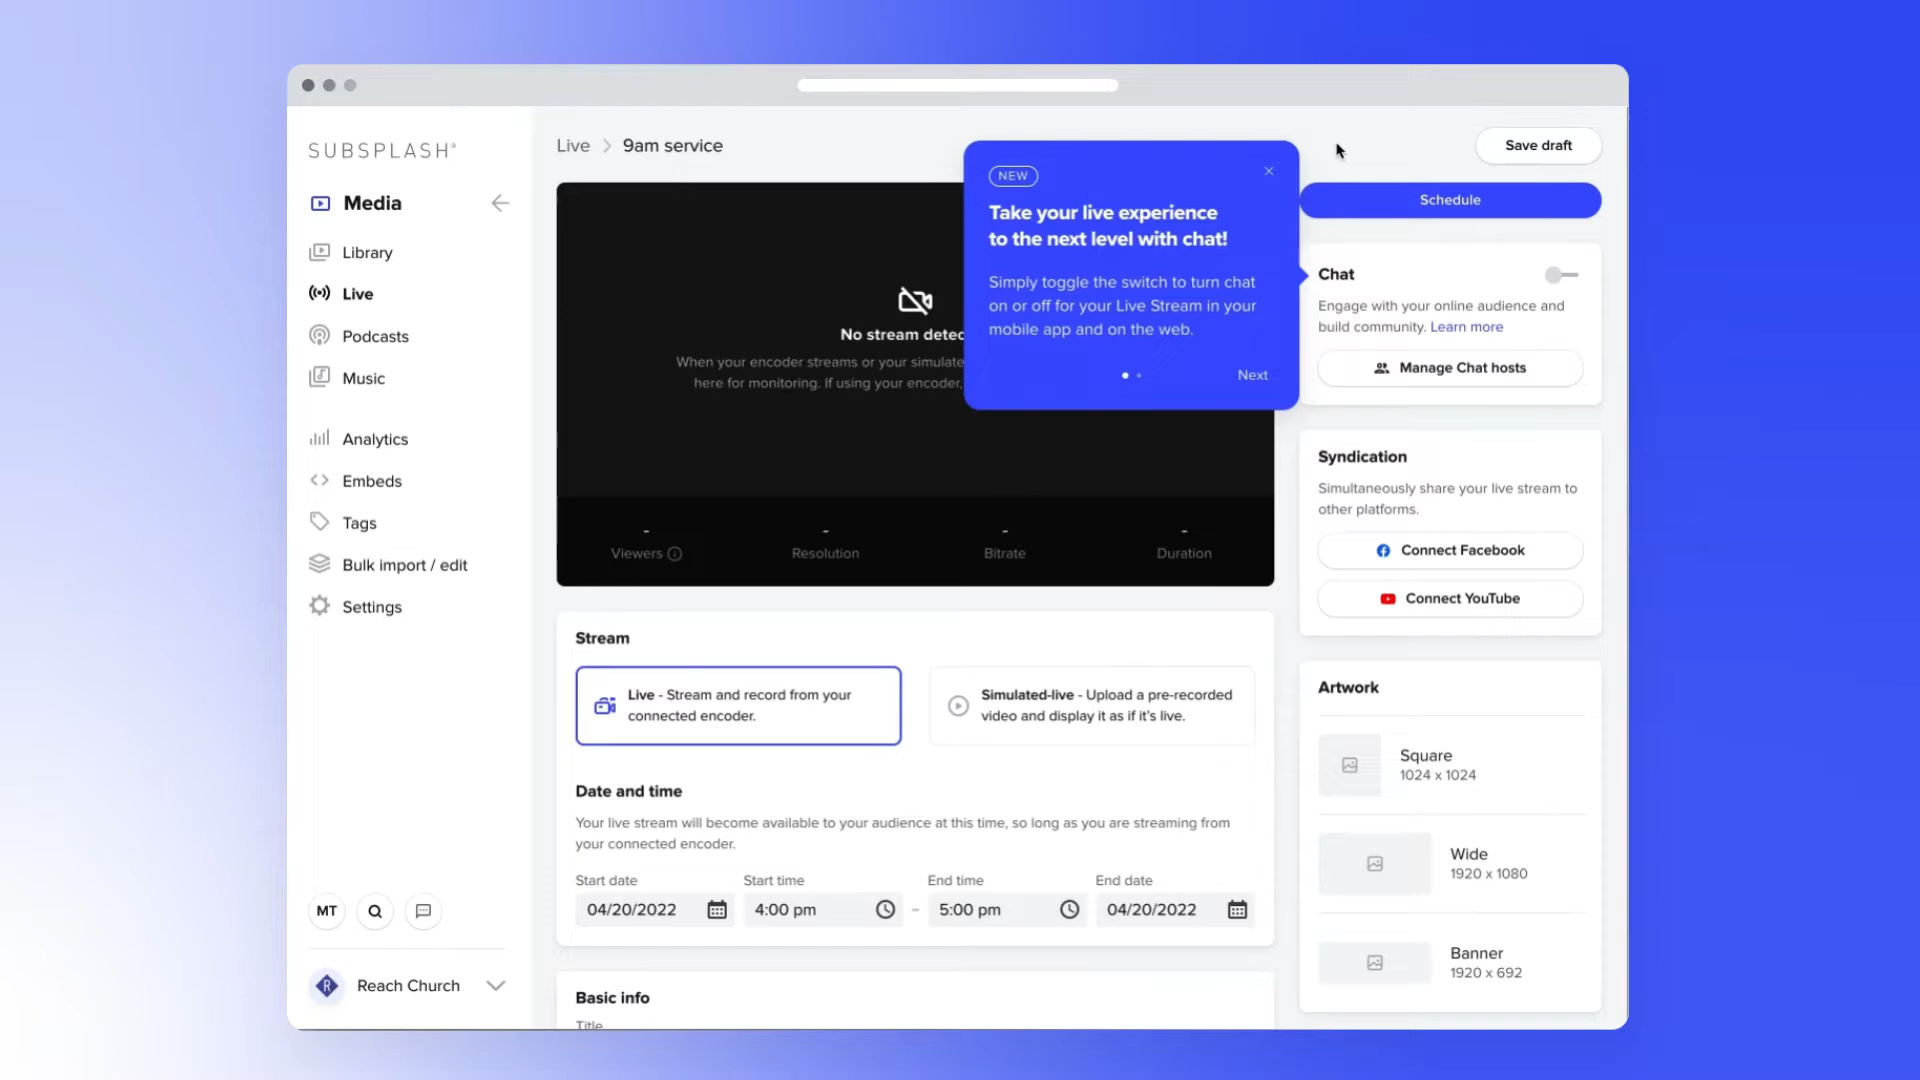 SUBSPLASH®
Media
Library
Live
Podcasts
Music
Analytics
Embeds
Tags
Bulk import / edit
Settings
MT
R
Reach Church
Live
9am service
Save draft
Schedule
No stream detec
When your encoder streams or your simulate
here for monitoring. If using your encoder,
-
-
-
-
Viewers
Resolution
Bitrate
Duration
NEW
Take your live experience
to the next level with chat!
Simply toggle the switch to turn chat
on or off for your Live Stream in your
mobile app and on the web.
Next
Stream
Live - Stream and record from your
connected encoder.
Simulated-live - Upload a pre-recorded
video and display it as if it's live.
Date and time
Your live stream will become available to your audience at this time, so long as you are streaming from
your connected encoder.
Start date
Start time
End time
End date
04/20/2022
4:00 pm
–
5:00 pm
04/20/2022
Basic info
Title
Chat
Engage with your online audience and
build community. Learn more
Manage Chat hosts
Syndication
Simultaneously share your live stream to
other platforms.
Connect Facebook
Connect YouTube
Artwork
Square
1024 x 1024
Wide
1920 x 1080
Banner
1920 x 692